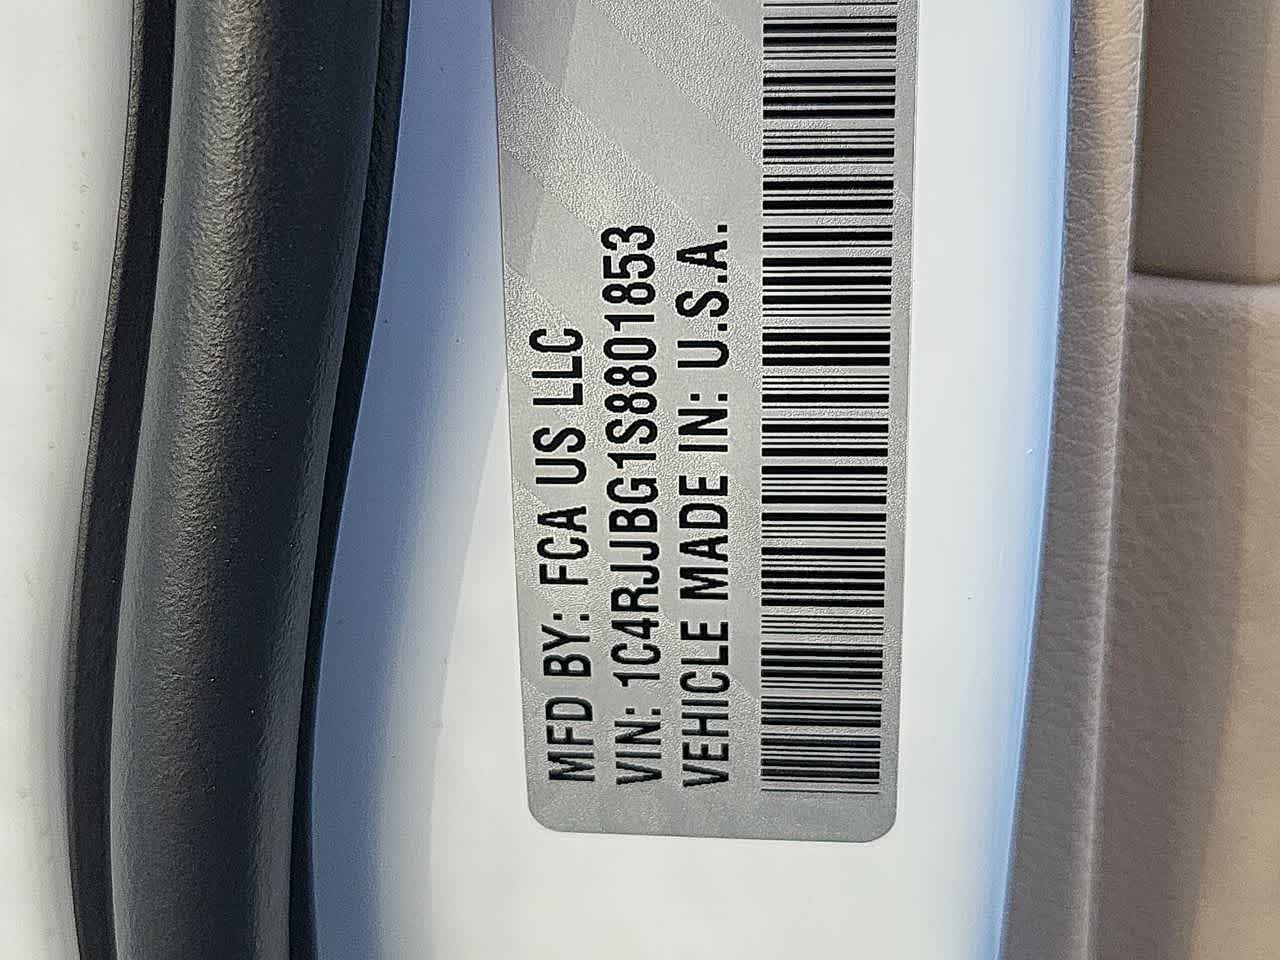 MFD BY: FCA US LLC
VIN: 1C4RJJBG1S8801853
VEHICLE MADE IN: U.S.A.